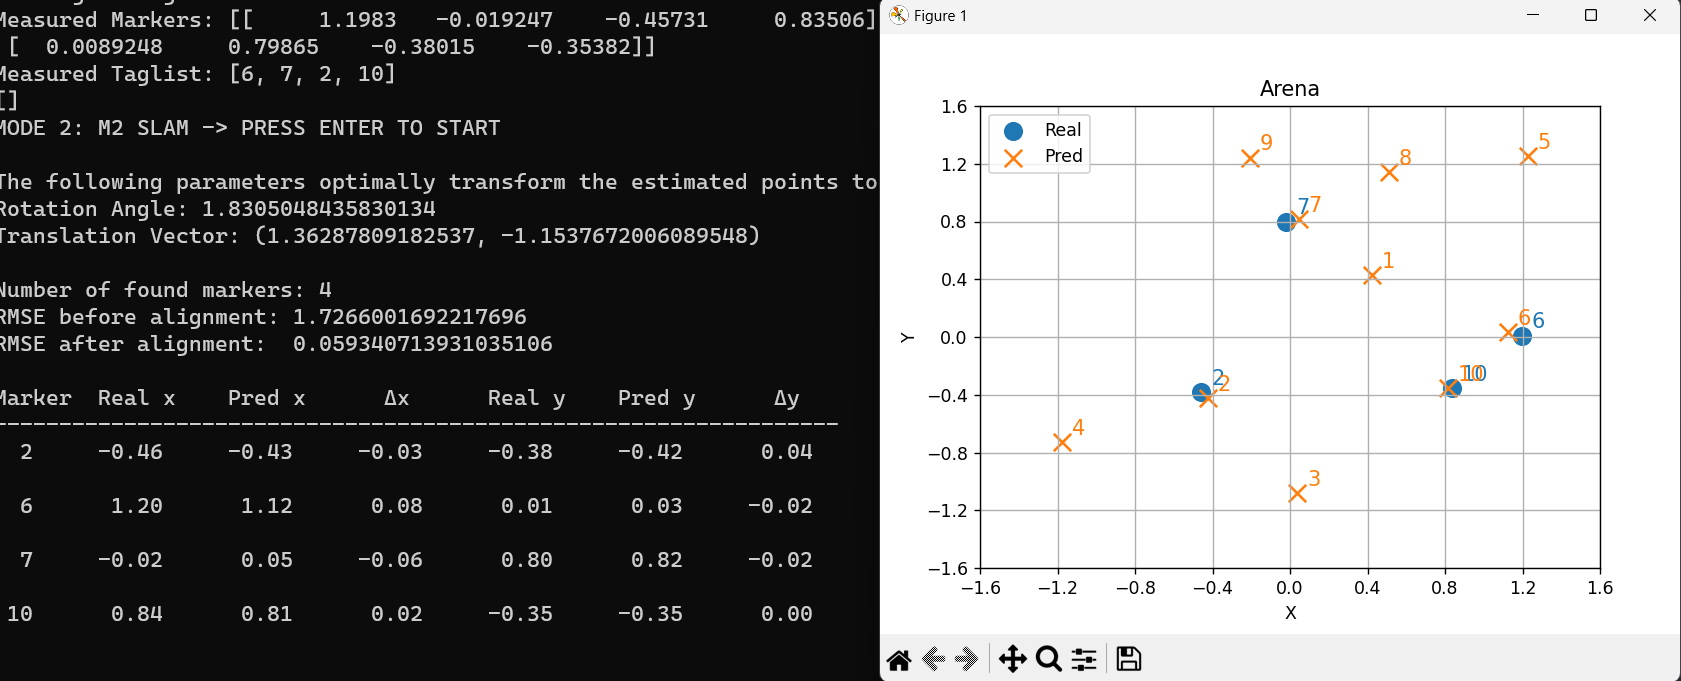 Measured Markers: [[     1.1983   -0.019247    -0.45731     0.83506]
 [  0.0089248     0.79865    -0.38015    -0.35382]]
Measured Taglist: [6, 7, 2, 10]
[]
MODE 2: M2 SLAM -> PRESS ENTER TO START
The following parameters optimally transform the estimated points to
Rotation Angle: 1.8305048435830134
Translation Vector: (1.36287809182537, -1.1537672006089548)
Number of found markers: 4
RMSE before alignment: 1.7266001692217696
RMSE after alignment:  0.059340713931035106
Marker  Real x    Pred x      Δx      Real y    Pred y      Δy
-----------------------------------------------------------------
2     -0.46     -0.43     -0.03     -0.38     -0.42      0.04
6      1.20      1.12      0.08      0.01      0.03     -0.02
7     -0.02      0.05     -0.06      0.80      0.82     -0.02
10      0.84      0.81      0.02     -0.35     -0.35      0.00
Figure 1
Arena
Real
Pred
1.6
1.2
0.8
0.4
0.0
−0.4
−0.8
−1.2
−1.6
Y
9
8
5
7
7
1
6
6
10
10
2
2
4
3
−1.6 −1.2 −0.8 −0.4 0.0 0.4 0.8 1.2 1.6
X